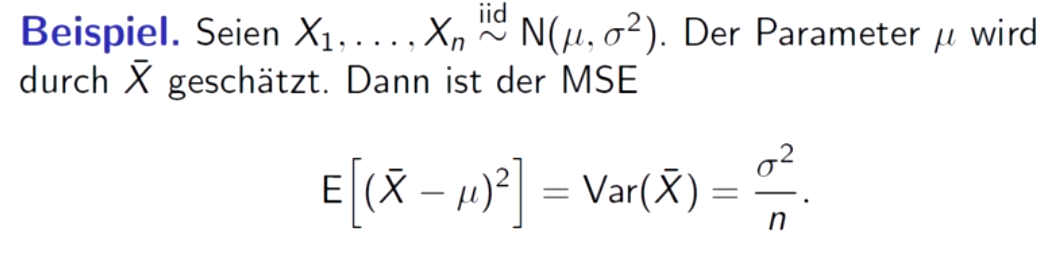 Beispiel. Seien X₁, . . . , Xₙ iid∼ N(μ, σ²). Der Parameter μ wird
durch X̄ geschätzt. Dann ist der MSE
E[(X̄ − μ)²] = Var(X̄) = σ²/n.